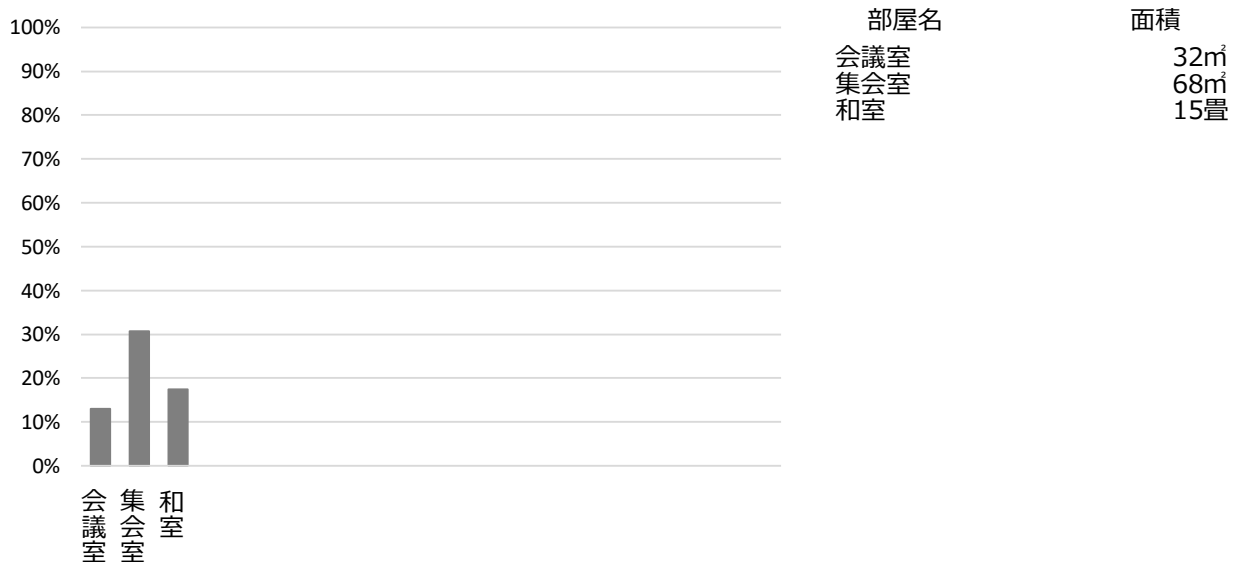 100%
90%
80%
70%
60%
50%
40%
30%
20%
10%
0%
会議室
集会室
和室
部屋名 面積
会議室 32㎡
集会室 68㎡
和室 15畳